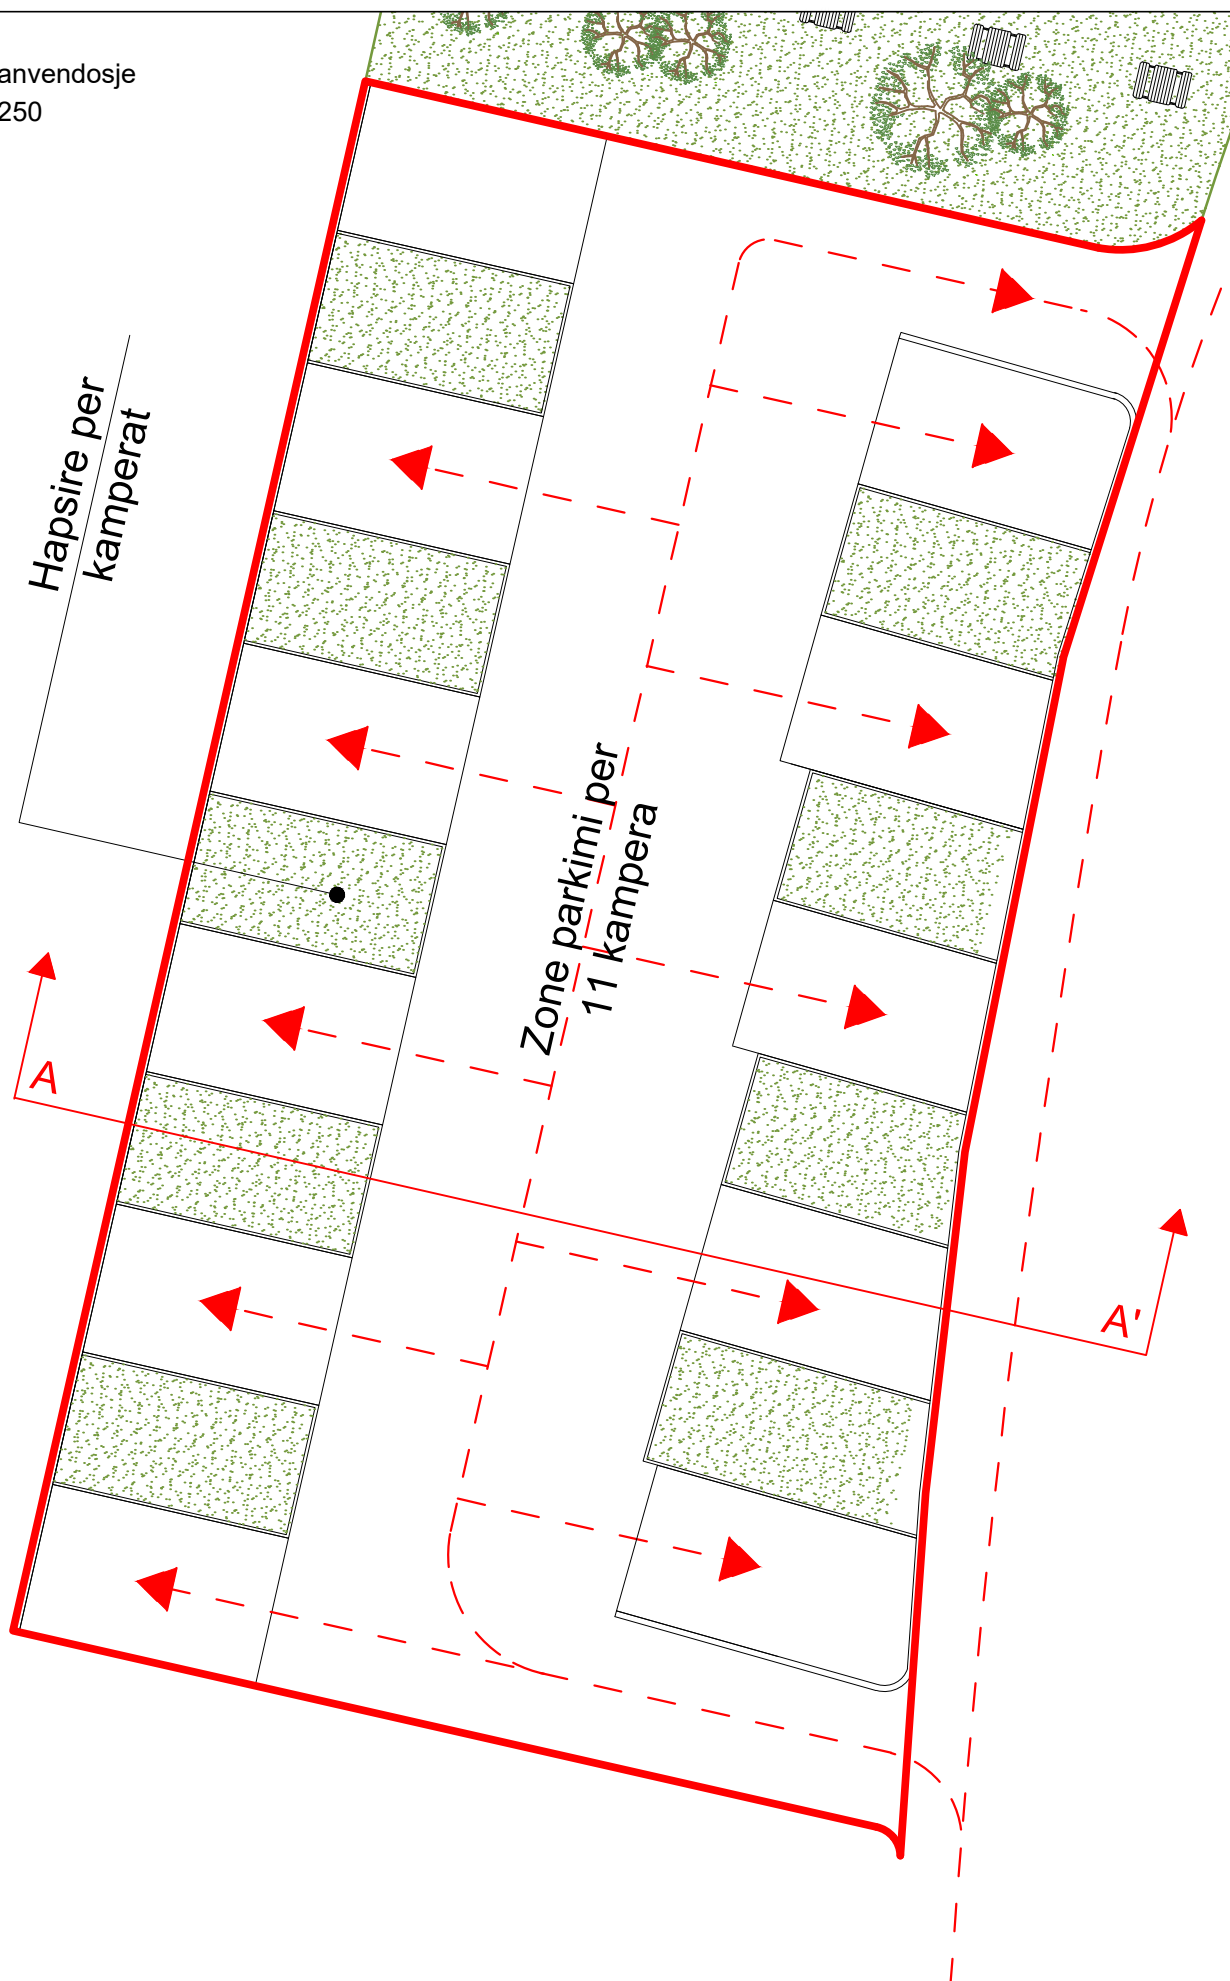 anvendosje
250
Hapsire per
kamperat
Zone parkimi per
11 kampera
A
A'